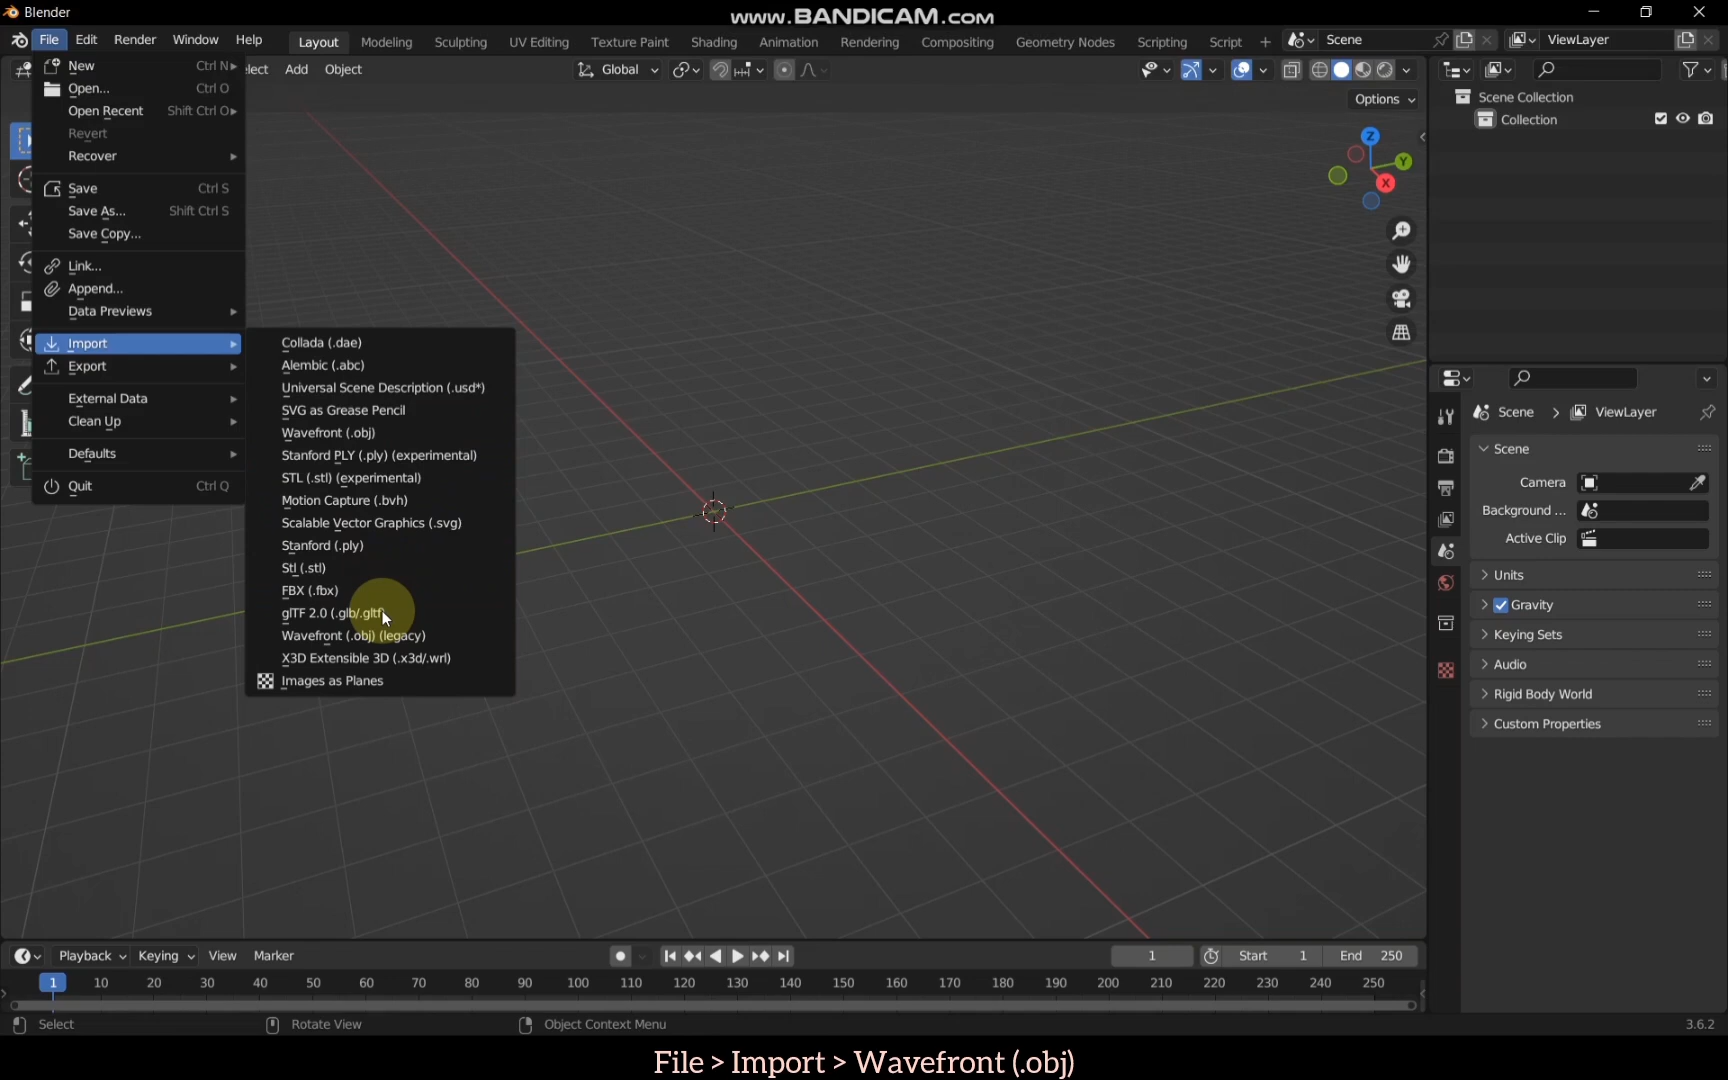 Blender
www.BANDICAM.com
File Edit Render Window Help Layout Modeling Sculpting UV Editing Texture Paint Shading Animation Rendering Compositing Geometry Nodes Scripting Script + Scene ViewLayer
lect Add Object Global
Options
New Ctrl N
Open... Ctrl O
Open Recent Shift Ctrl O
Revert
Recover
Save Ctrl S
Save As... Shift Ctrl S
Save Copy...
Link...
Append...
Data Previews
Import
Export
External Data
Clean Up
Defaults
Quit Ctrl Q
Collada (.dae)
Alembic (.abc)
Universal Scene Description (.usd*)
SVG as Grease Pencil
Wavefront (.obj)
Stanford PLY (.ply) (experimental)
STL (.stl) (experimental)
Motion Capture (.bvh)
Scalable Vector Graphics (.svg)
Stanford (.ply)
Stl (.stl)
FBX (.fbx)
glTF 2.0 (.glb/.gltf)
Wavefront (.obj) (legacy)
X3D Extensible 3D (.x3d/.wrl)
Images as Planes
Z
Y
X
Scene Collection
Collection
Scene > ViewLayer
Scene
Camera
Background ...
Active Clip
Units
Gravity
Keying Sets
Audio
Rigid Body World
Custom Properties
Playback Keying View Marker 1 Start 1 End 250
1 10 20 30 40 50 60 70 80 90 100 110 120 130 140 150 160 170 180 190 200 210 220 230 240 250
Select Rotate View Object Context Menu 3.6.2
File > Import > Wavefront (.obj)